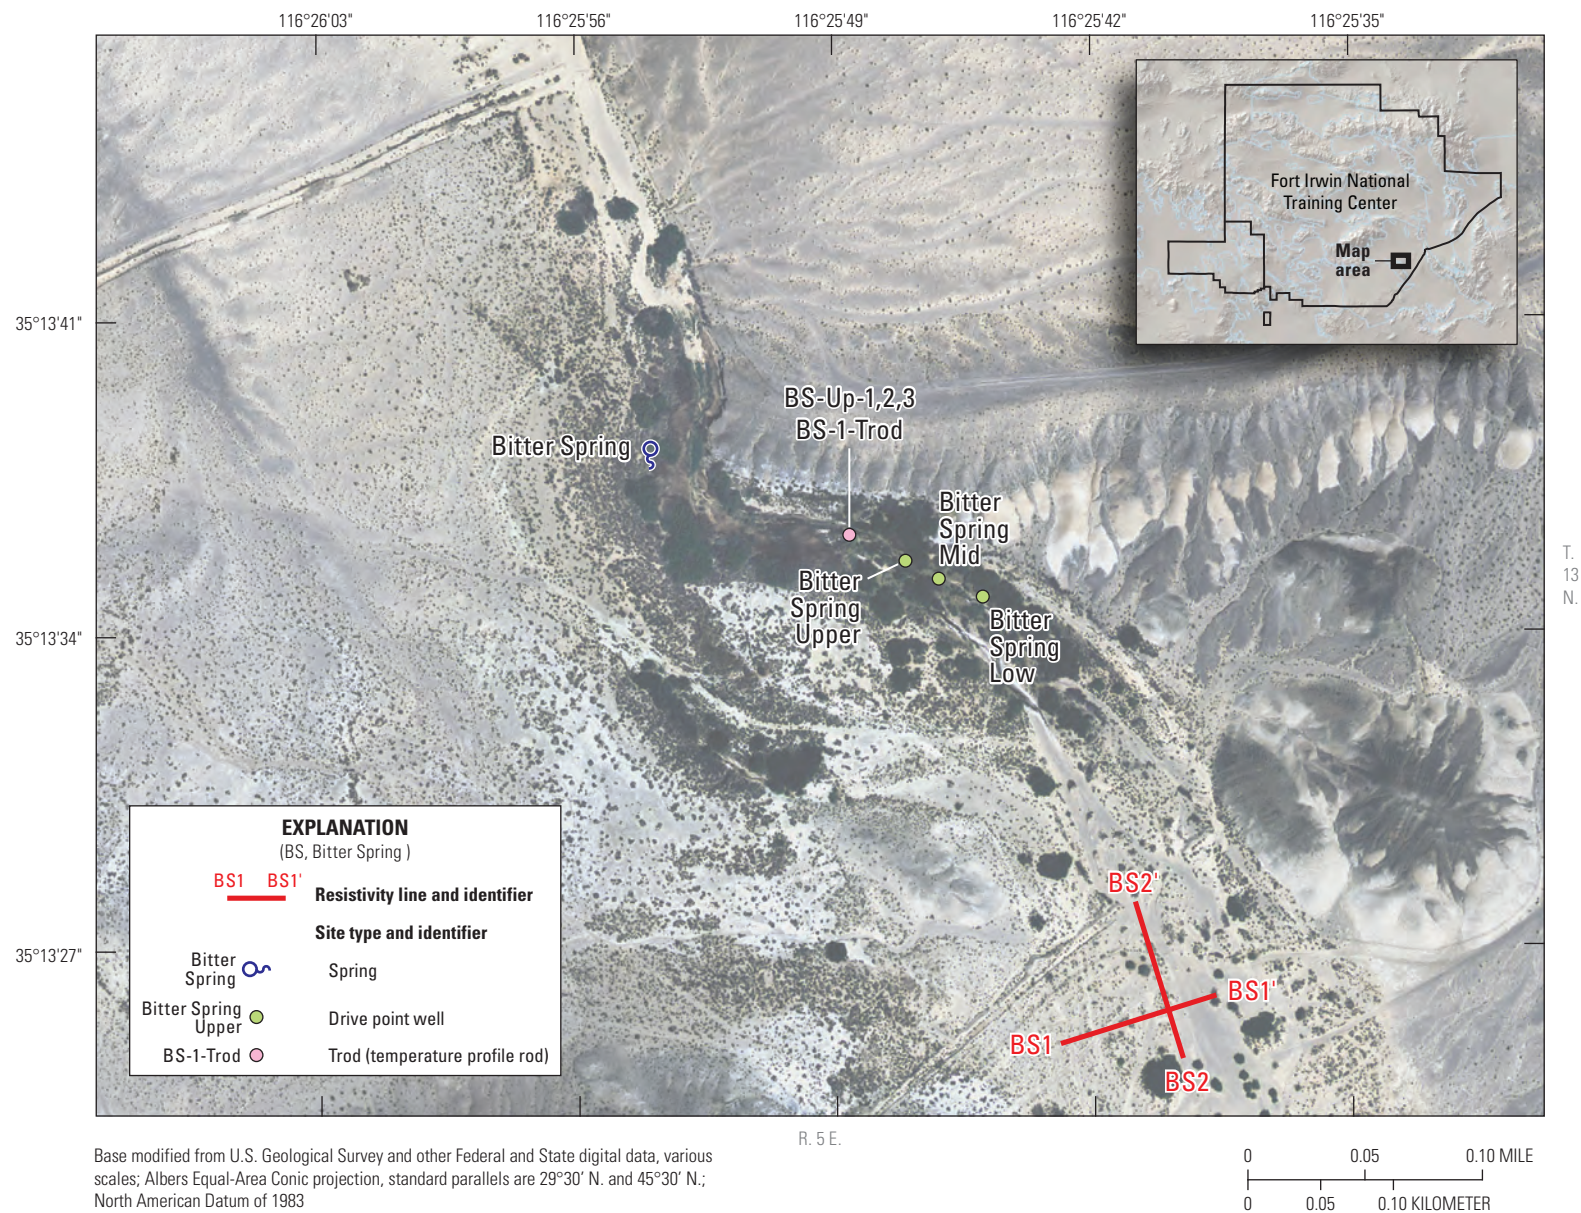 116°26'03"
116°25'56"
116°25'49"
116°25'42"
116°25'35"
Fort Irwin National
Training Center
Map
area
35°13'41"
BS-Up-1,2,3
BS-1-Trod
Bitter Spring
Bitter
Spring
Mid
T.
13
N.
Bitter
Spring
Upper
Bitter
Spring
Low
35°13'34"
EXPLANATION
(BS, Bitter Spring )
BS1 BS1'
Resistivity line and identifier
Site type and identifier
Bitter
Spring
Spring
Bitter Spring
Upper
Drive point well
BS-1-Trod
Trod (temperature profile rod)
BS2'
35°13'27"
BS1'
BS1
BS2
R. 5 E.
Base modified from U.S. Geological Survey and other Federal and State digital data, various
scales; Albers Equal-Area Conic projection, standard parallels are 29°30′ N. and 45°30′ N.;
North American Datum of 1983
0 0.05 0.10 MILE
0 0.05 0.10 KILOMETER